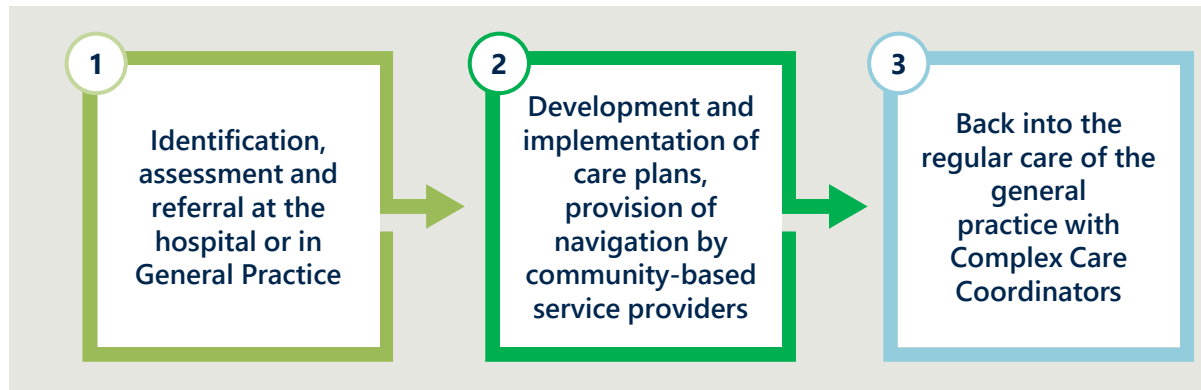 1
Identification,
assessment and
referral at the
hospital or in
General Practice
2
Development and
implementation of
care plans,
provision of
navigation by
community-based
service providers
3
Back into the
regular care of the
general
practice with
Complex Care
Coordinators